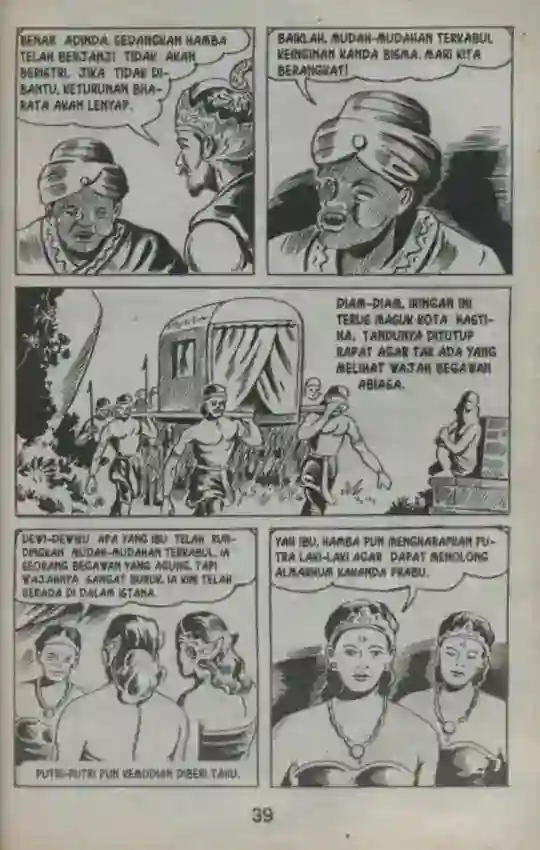 BENAR ADINDA, SEDANGKAN HAMBA
TELAH BERJANJI TIDAK AKAN
BERISTRI. JIKA TIDAK DI-
BANTU, KETURUNAN BHA-
RATA AKAN LENYAP.
BAIKLAH, MUDAH-MUDAHAN TERKABUL
KEINGINAN KANDA BISMA. MARI KITA
BERANGKAT!
DIAM-DIAM, IRINGAN INI
TERUS MASUK KOTA HASTI-
NA. TANDUNYA DITUTUP
RAPAT AGAR TAK ADA YANG
MELIHAT WAJAH BEGAWAN
ABIASA.
DEWI-DEWIKU APA YANG IBU TELAH RUN-
DINGKAN MUDAH-MUDAHAN TERKABUL. IA
SEORANG BEGAWAN YANG AGUNG, TAPI
WAJAHNYA SANGAT BURUK. IA KINI TELAH
BERADA DI DALAM ISTANA.
PUTRI-PUTRI PUN KEMUDIAN DIBERI TAHU.
YAH IBU, HAMBA PUN MENGHARAPKAN PU-
TRA LAKI-LAKI AGAR DAPAT MENOLONG
ALMARHUM KAKANDA PRABU.
39